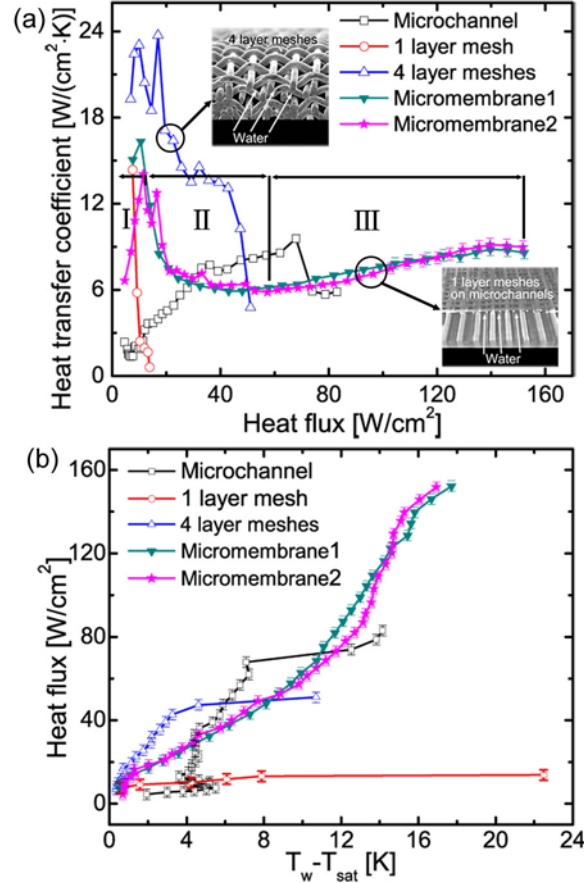 (a)
Heat transfer coefficient [W/(cm²·K)]
30
24
18
12
6
0
4 layer meshes
Water
Microchannel
1 layer mesh
4 layer meshes
Micromembrane1
Micromembrane2
I
II
III
1 layer meshes
on microchannels
Water
0 40 80 120 160
Heat flux [W/cm²]
(b)
Heat flux [W/cm²]
160
120
80
40
0
Microchannel
1 layer mesh
4 layer meshes
Micromembrane1
Micromembrane2
0 4 8 12 16 20 24
T_w-T_sat [K]